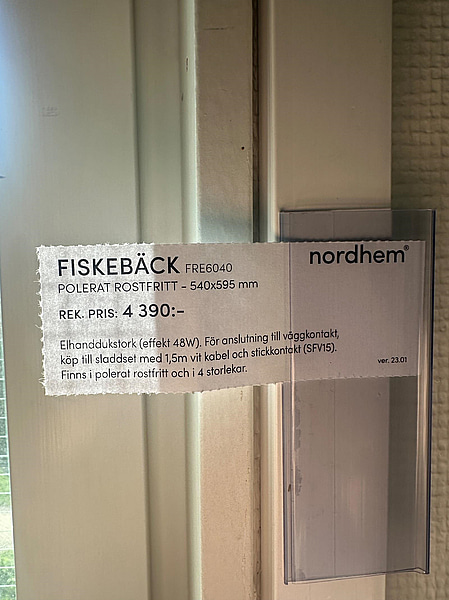 nordhem®
FISKEBÄCK FRE6040
POLERAT ROSTFRITT - 540x595 mm
REK. PRIS: 4 390:-
Elhanddukstork (effekt 48W). För anslutning till väggkontakt,
köp till sladdset med 1,5m vit kabel och stickkontakt (SFV15).
Finns i polerat rostfritt och i 4 storlekar.
ver. 23.01